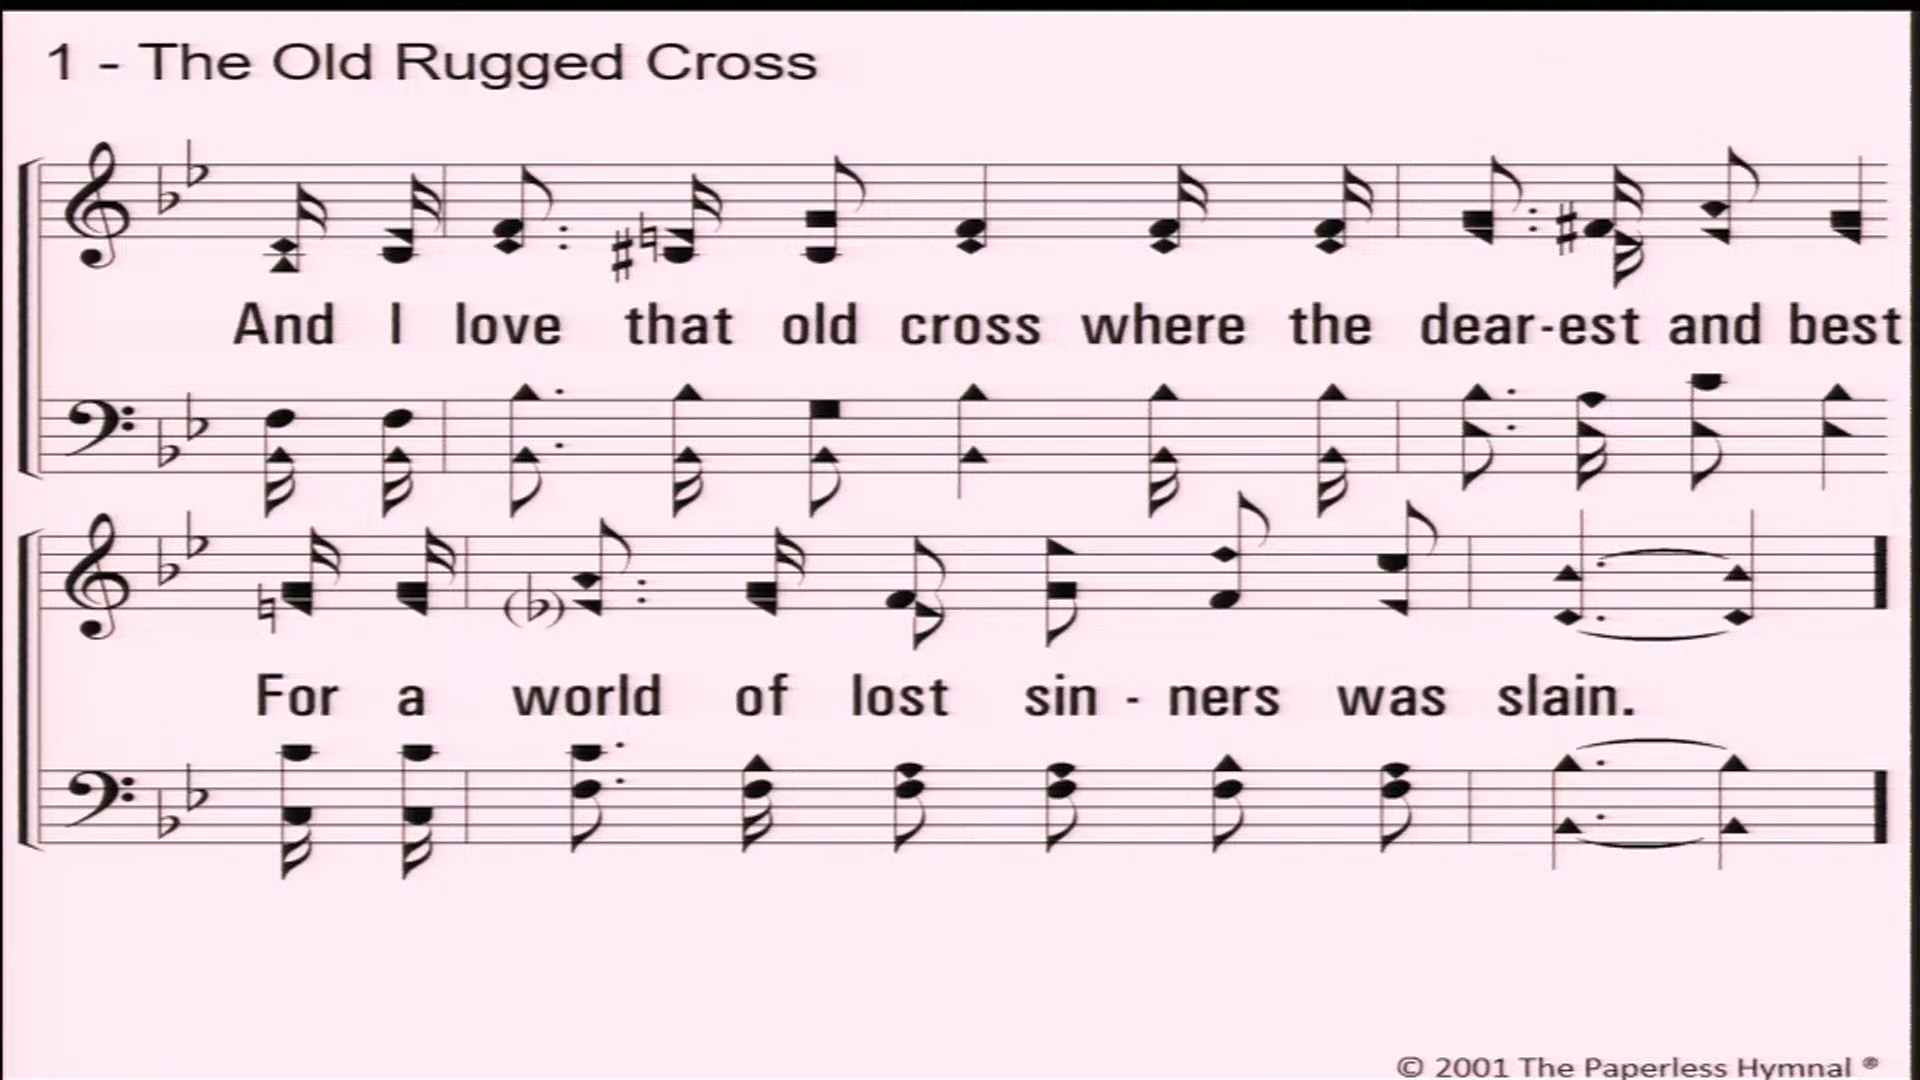 1 - The Old Rugged Cross
And I love that old cross where the dear-est and best
For a world of lost sin - ners was slain.
© 2001 The Paperless Hymnal ®